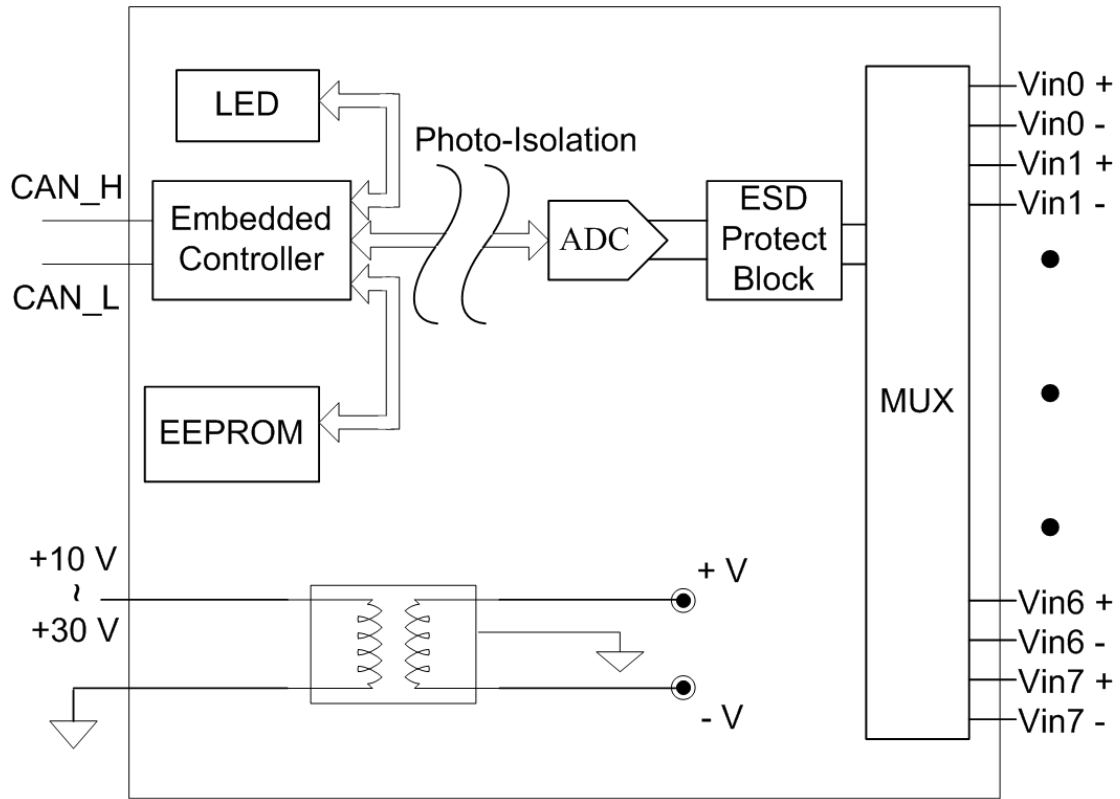 LED
Photo-Isolation
CAN_H
CAN_L
Embedded
Controller
ADC
ESD
Protect
Block
MUX
Vin0 +
Vin0 -
Vin1 +
Vin1 -
EEPROM
+10 V
~
+30 V
+ V
- V
Vin6 +
Vin6 -
Vin7 +
Vin7 -